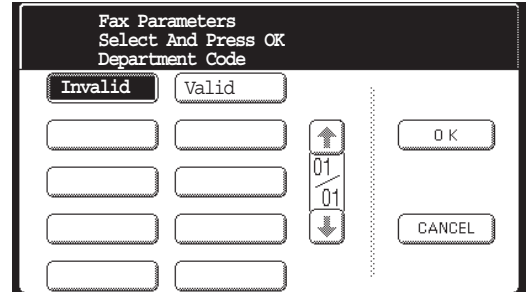 Fax Parameters
Select And Press OK
Department Code
Invalid Valid
OK
01
01
CANCEL